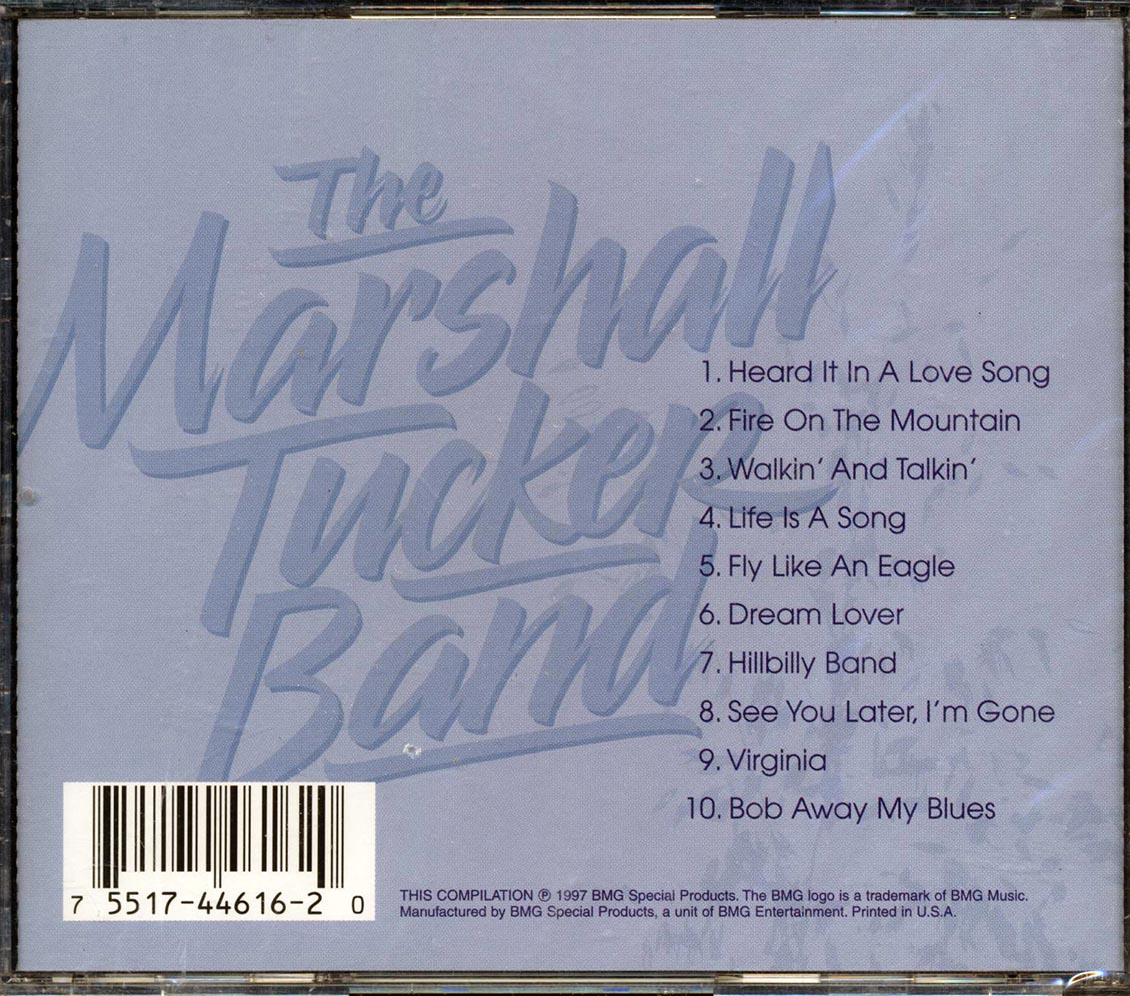 The
Marshall
Tucker
Band
1. Heard It In A Love Song
2. Fire On The Mountain
3. Walkin' And Talkin'
4. Life Is A Song
5. Fly Like An Eagle
6. Dream Lover
7. Hillbilly Band
8. See You Later, I'm Gone
9. Virginia
10. Bob Away My Blues
7 5517-44616-2 0
THIS COMPILATION ℗ 1997 BMG Special Products. The BMG logo is a trademark of BMG Music.
Manufactured by BMG Special Products, a unit of BMG Entertainment. Printed in U.S.A.